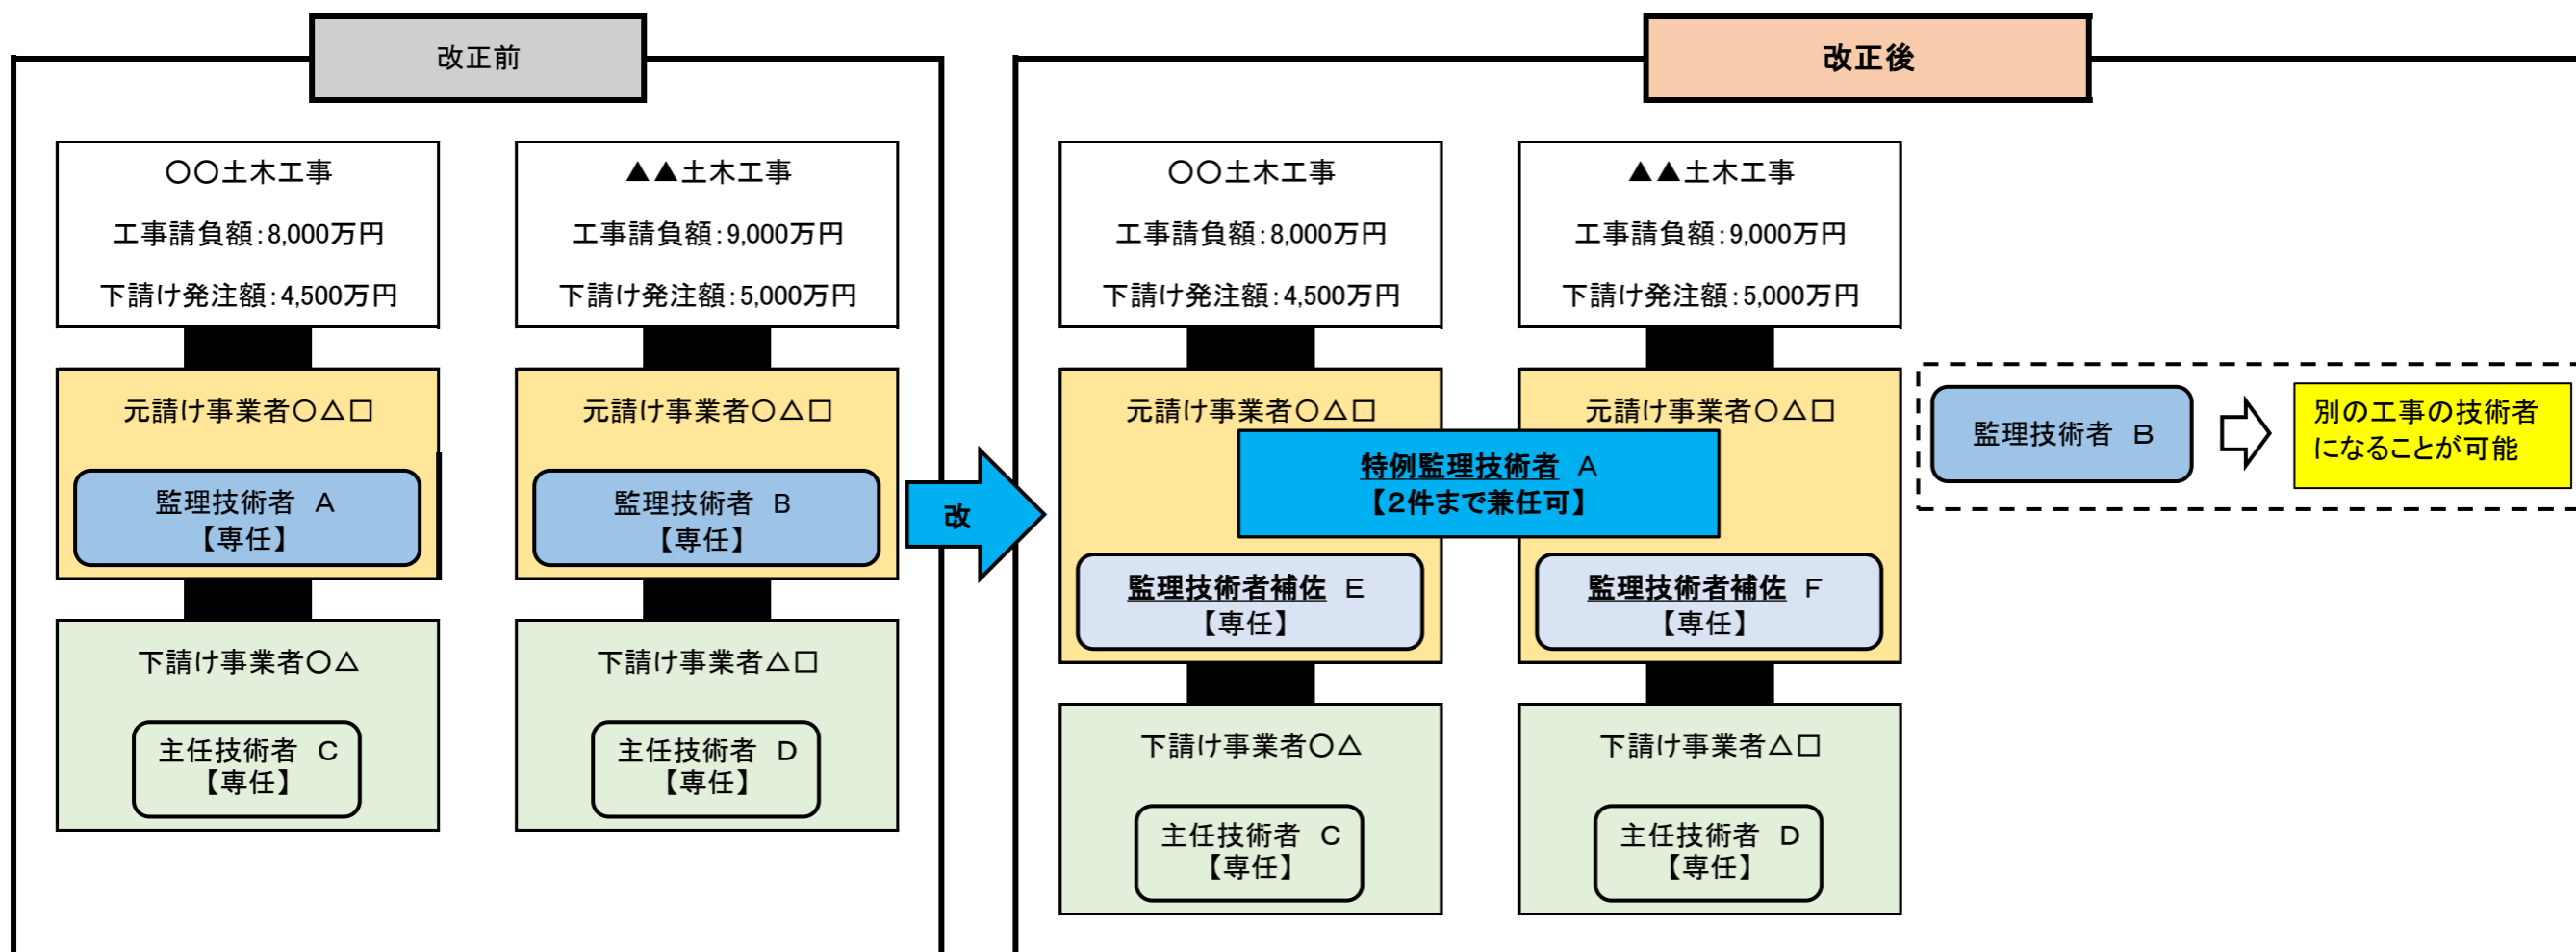 改正前
○○土木工事
工事請負額:8,000万円
下請け発注額:4,500万円
元請け事業者○△□
監理技術者 A
【専任】
下請け事業者○△
主任技術者 C
【専任】
▲▲土木工事
工事請負額:9,000万円
下請け発注額:5,000万円
元請け事業者○△□
監理技術者 B
【専任】
下請け事業者△□
主任技術者 D
【専任】
改
改正後
○○土木工事
工事請負額:8,000万円
下請け発注額:4,500万円
元請け事業者○△□
▲▲土木工事
工事請負額:9,000万円
下請け発注額:5,000万円
元請け事業者○△□
特例監理技術者 A
【2件まで兼任可】
監理技術者補佐 E
【専任】
監理技術者補佐 F
【専任】
下請け事業者○△
主任技術者 C
【専任】
下請け事業者△□
主任技術者 D
【専任】
監理技術者 B
別の工事の技術者
になることが可能